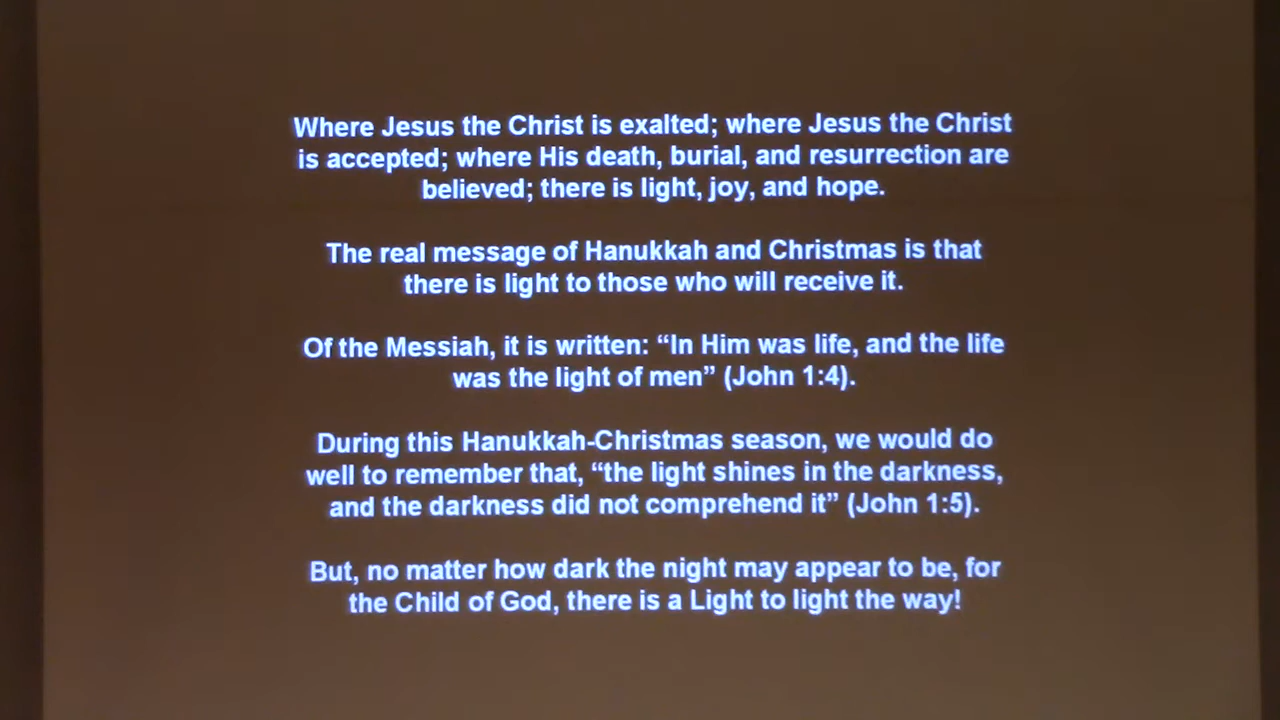 Where Jesus the Christ is exalted; where Jesus the Christ
is accepted; where His death, burial, and resurrection are
believed; there is light, joy, and hope.
The real message of Hanukkah and Christmas is that
there is light to those who will receive it.
Of the Messiah, it is written: “In Him was life, and the life
was the light of men” (John 1:4).
During this Hanukkah-Christmas season, we would do
well to remember that, “the light shines in the darkness,
and the darkness did not comprehend it” (John 1:5).
But, no matter how dark the night may appear to be, for
the Child of God, there is a Light to light the way!